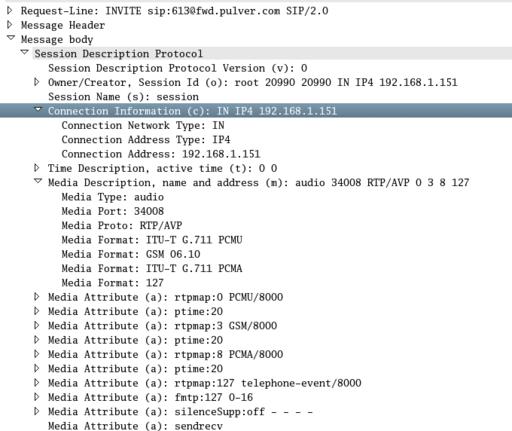 Request-Line: INVITE sip:613@fwd.pulver.com SIP/2.0
Message Header
Message body
Session Description Protocol
Session Description Protocol Version (v): 0
Owner/Creator, Session Id (o): root 20990 20990 IN IP4 192.168.1.151
Session Name (s): session
Connection Information (c): IN IP4 192.168.1.151
Connection Network Type: IN
Connection Address Type: IP4
Connection Address: 192.168.1.151
Time Description, active time (t): 0 0
Media Description, name and address (m): audio 34008 RTP/AVP 0 3 8 127
Media Type: audio
Media Port: 34008
Media Proto: RTP/AVP
Media Format: ITU-T G.711 PCMU
Media Format: GSM 06.10
Media Format: ITU-T G.711 PCMA
Media Format: 127
Media Attribute (a): rtpmap:0 PCMU/8000
Media Attribute (a): ptime:20
Media Attribute (a): rtpmap:3 GSM/8000
Media Attribute (a): ptime:20
Media Attribute (a): rtpmap:8 PCMA/8000
Media Attribute (a): ptime:20
Media Attribute (a): rtpmap:127 telephone-event/8000
Media Attribute (a): fmtp:127 0-16
Media Attribute (a): silenceSupp:off - - - -
Media Attribute (a): sendrecv